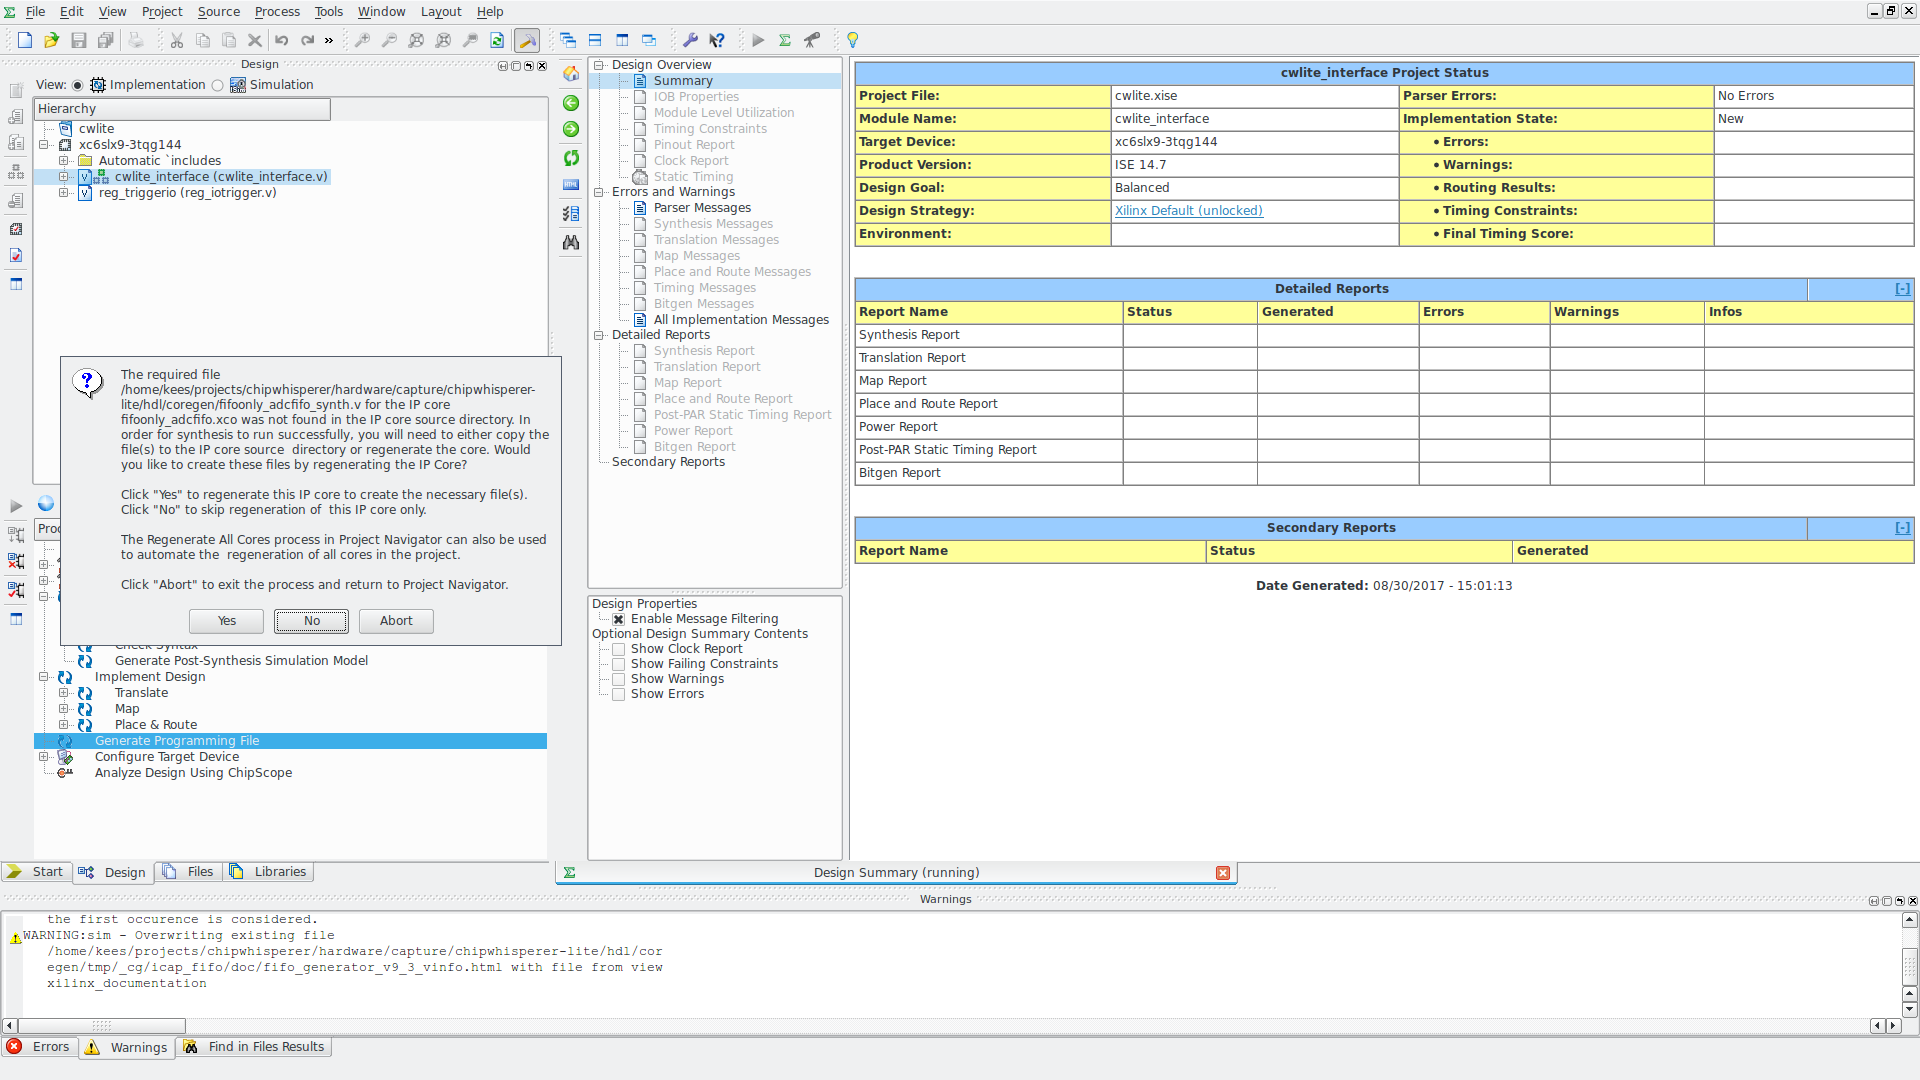 File Edit View Project Source Process Tools Window Layout Help
»
Design
View: Implementation Simulation
Hierarchy
cwlite
xc6slx9-3tqg144
Automatic `includes
cwlite_interface (cwlite_interface.v)
reg_triggerio (reg_iotrigger.v)
The required file
/home/kees/projects/chipwhisperer/hardware/capture/chipwhisperer-
lite/hdl/coregen/fifoonly_adcfifo_synth.v for the IP core
fifoonly_adcfifo.xco was not found in the IP core source directory. In
order for synthesis to run successfully, you will need to either copy the
file(s) to the IP core source  directory or regenerate the core. Would
you like to create these files by regenerating the IP Core?
Click "Yes" to regenerate this IP core to create the necessary file(s).
Click "No" to skip regeneration of  this IP core only.
The Regenerate All Cores process in Project Navigator can also be used
to automate the  regeneration of all cores in the project.
Click "Abort" to exit the process and return to Project Navigator.
Yes No Abort
Generate Post-Synthesis Simulation Model
Implement Design
Translate
Map
Place & Route
Generate Programming File
Configure Target Device
Analyze Design Using ChipScope
Start Design Files Libraries
Design Overview
Summary
IOB Properties
Module Level Utilization
Timing Constraints
Pinout Report
Clock Report
Static Timing
Errors and Warnings
Parser Messages
Synthesis Messages
Translation Messages
Map Messages
Place and Route Messages
Timing Messages
Bitgen Messages
All Implementation Messages
Detailed Reports
Synthesis Report
Translation Report
Map Report
Place and Route Report
Post-PAR Static Timing Report
Power Report
Bitgen Report
Secondary Reports
Design Properties
Enable Message Filtering
Optional Design Summary Contents
Show Clock Report
Show Failing Constraints
Show Warnings
Show Errors
cwlite_interface Project Status
Project File: cwlite.xise Parser Errors: No Errors
Module Name: cwlite_interface Implementation State: New
Target Device: xc6slx9-3tqg144 • Errors:
Product Version: ISE 14.7 • Warnings:
Design Goal: Balanced • Routing Results:
Design Strategy: Xilinx Default (unlocked) • Timing Constraints:
Environment: • Final Timing Score:
Detailed Reports [-]
Report Name Status Generated Errors Warnings Infos
Synthesis Report
Translation Report
Map Report
Place and Route Report
Power Report
Post-PAR Static Timing Report
Bitgen Report
Secondary Reports [-]
Report Name Status Generated
Date Generated: 08/30/2017 - 15:01:13
Design Summary (running)
Warnings
the first occurence is considered.
WARNING:sim - Overwriting existing file
/home/kees/projects/chipwhisperer/hardware/capture/chipwhisperer-lite/hdl/cor
egen/tmp/_cg/icap_fifo/doc/fifo_generator_v9_3_vinfo.html with file from view
xilinx_documentation
Errors Warnings Find in Files Results